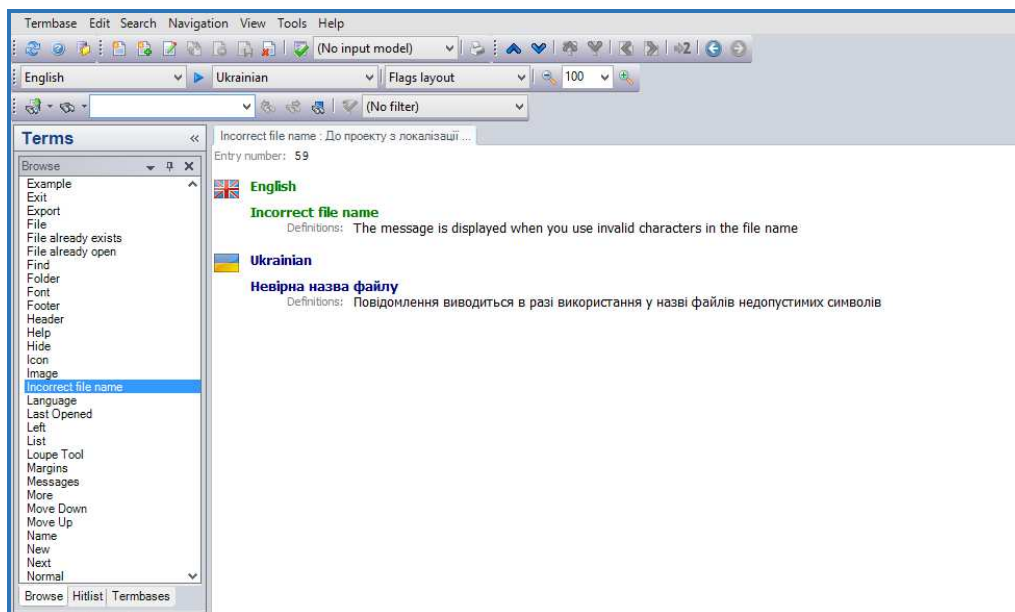 Termbase Edit Search Navigation View Tools Help
(No input model)
English Ukrainian Flags layout 100
(No filter)
Terms «
Incorrect file name : До проекту з локалізації ...
Browse
Entry number: 59
Example
Exit
Export
File
File already exists
File already open
Find
Folder
Font
Footer
Header
Help
Hide
Icon
Image
Incorrect file name
Language
Last Opened
Left
List
Loupe Tool
Margins
Messages
More
Move Down
Move Up
Name
New
Next
Normal
Browse Hitlist Termbases
English
Incorrect file name
Definitions: The message is displayed when you use invalid characters in the file name
Ukrainian
Невірна назва файлу
Definitions: Повідомлення виводиться в разі використання у назві файлів недопустимих символів